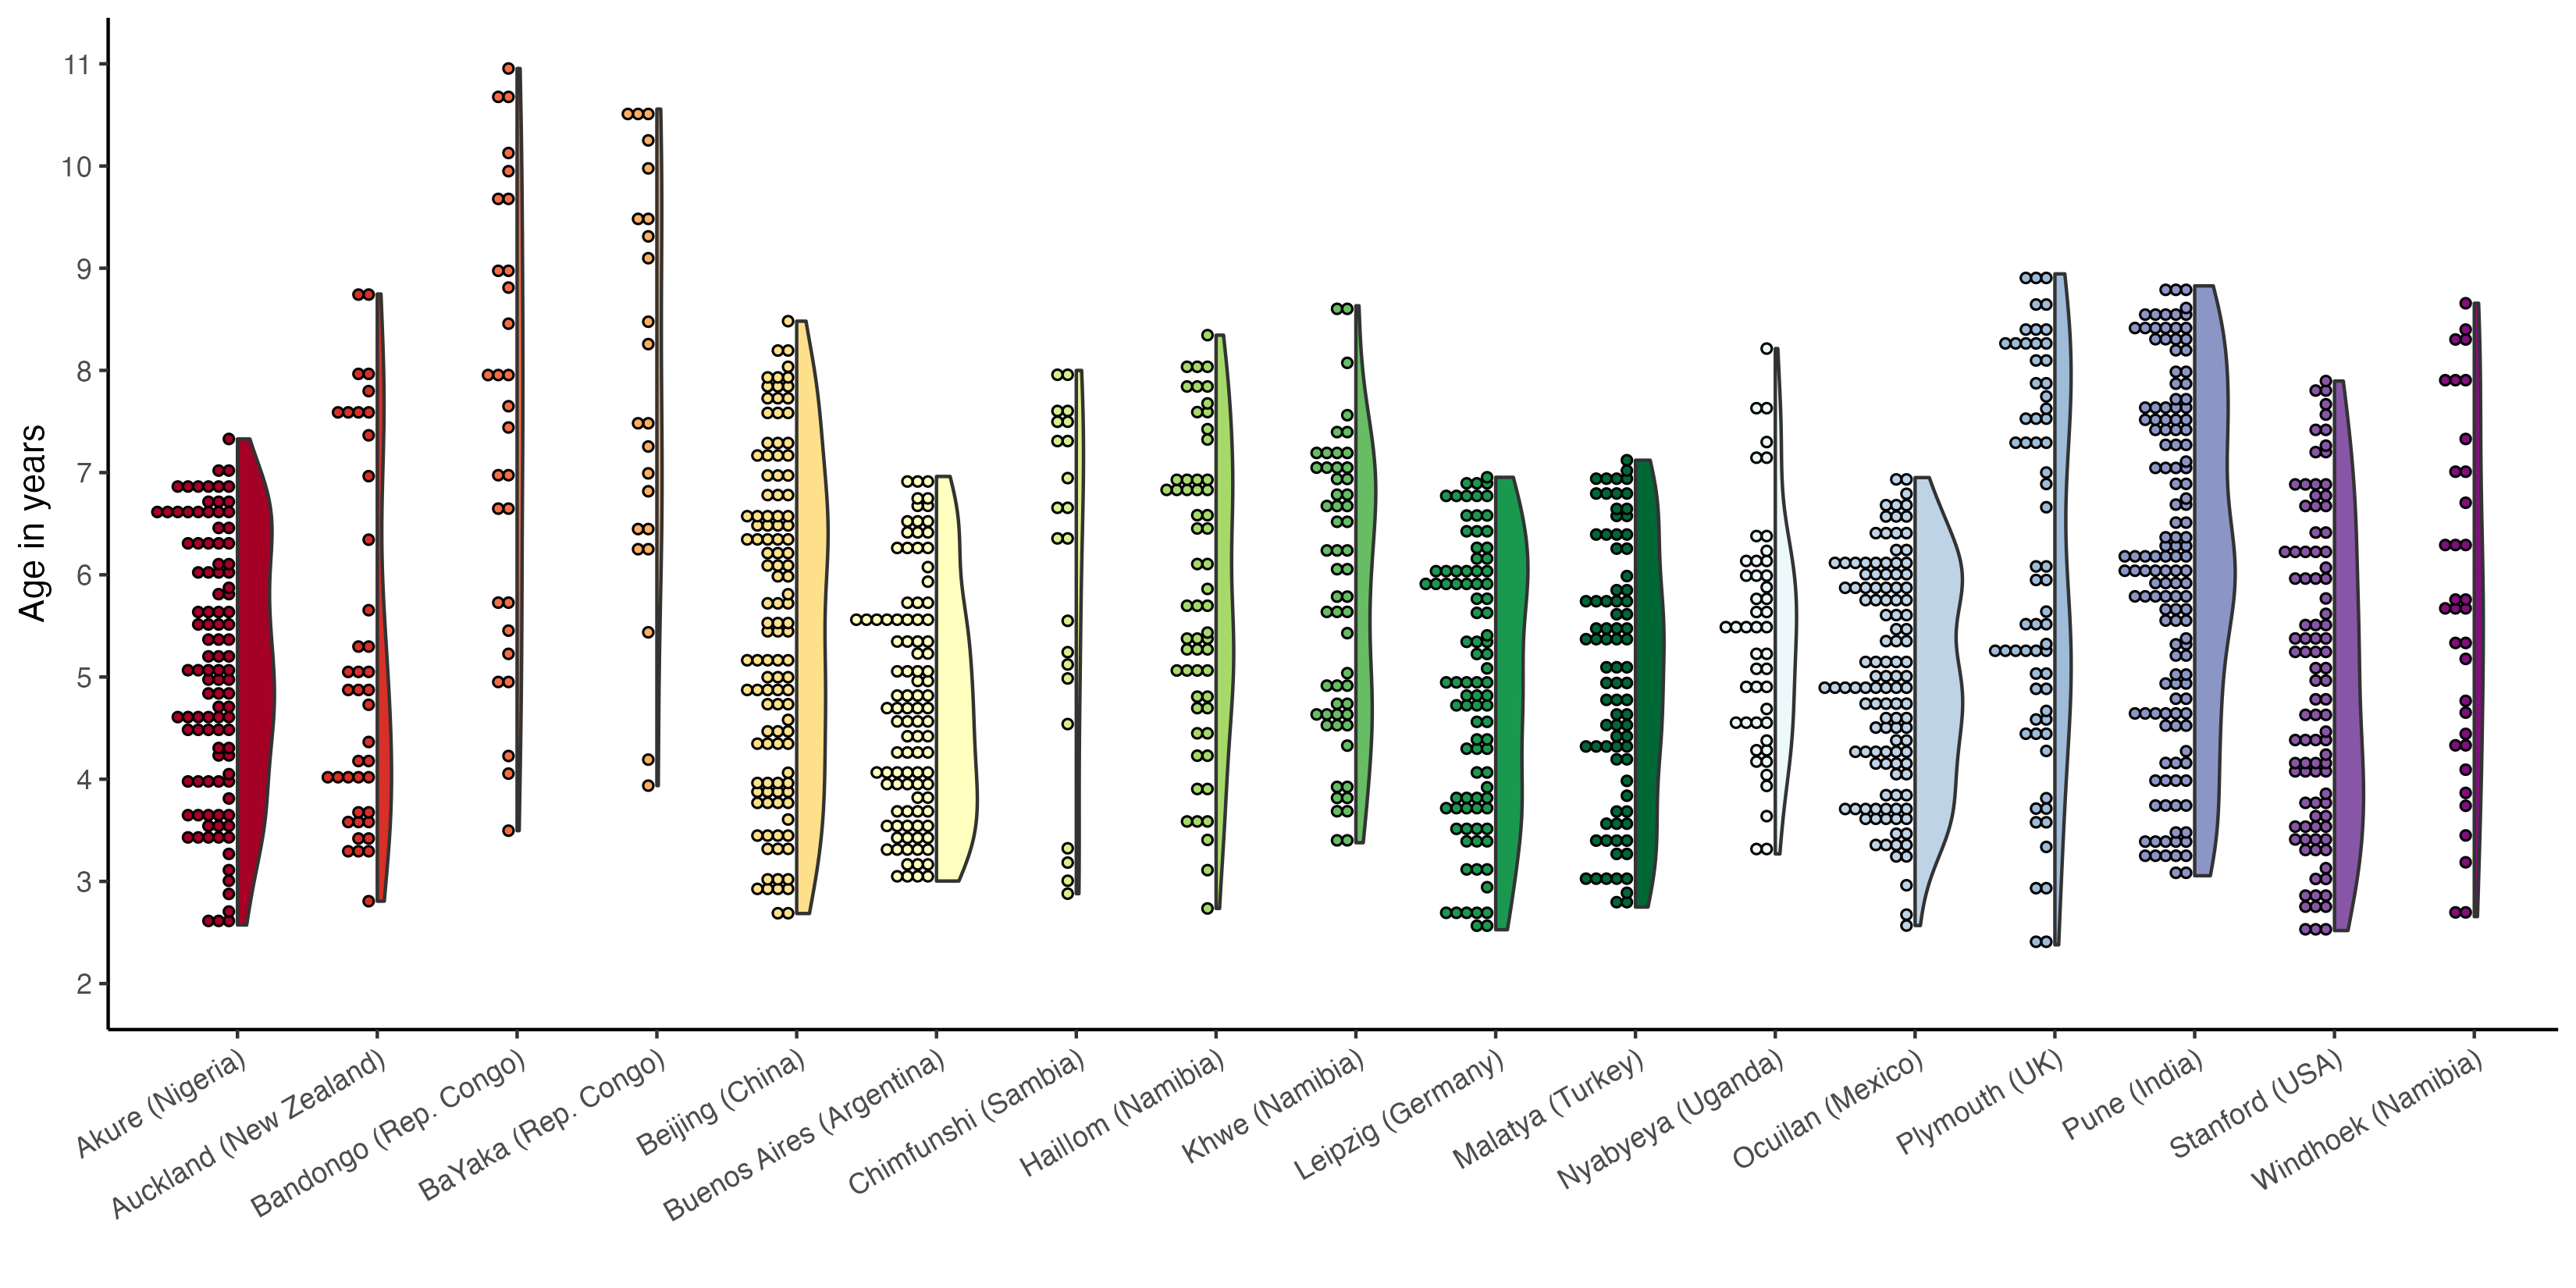 Age in years
11
10
9
8
7
6
5
4
3
2
Akure (Nigeria)
Auckland (New Zealand)
Bandongo (Rep. Congo)
BaYaka (Rep. Congo)
Beijing (China)
Buenos Aires (Argentina)
Chimfunshi (Sambia)
Haillom (Namibia)
Khwe (Namibia)
Leipzig (Germany)
Malatya (Turkey)
Nyabyeya (Uganda)
Ocuilan (Mexico)
Plymouth (UK)
Pune (India)
Stanford (USA)
Windhoek (Namibia)